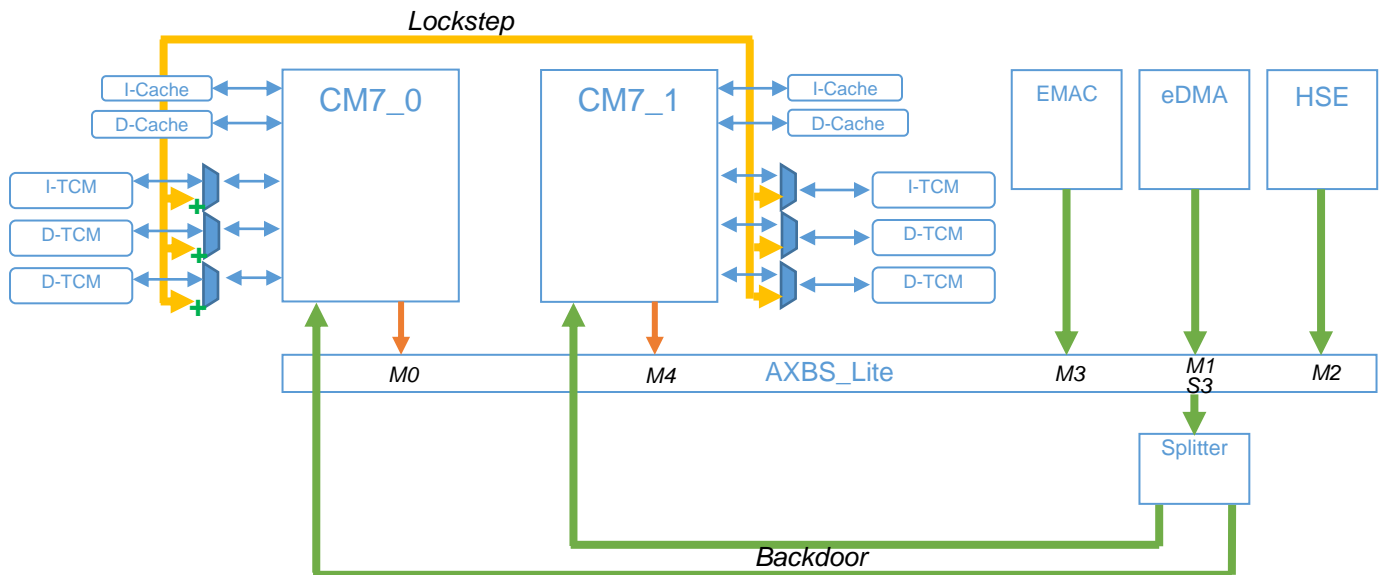 Lockstep
I-Cache
D-Cache
CM7_0
CM7_1
I-Cache
D-Cache
EMAC
eDMA
HSE
I-TCM
D-TCM
D-TCM
+
+
+
I-TCM
D-TCM
D-TCM
M0
M4
AXBS_Lite
M3
M1
S3
M2
Splitter
Backdoor